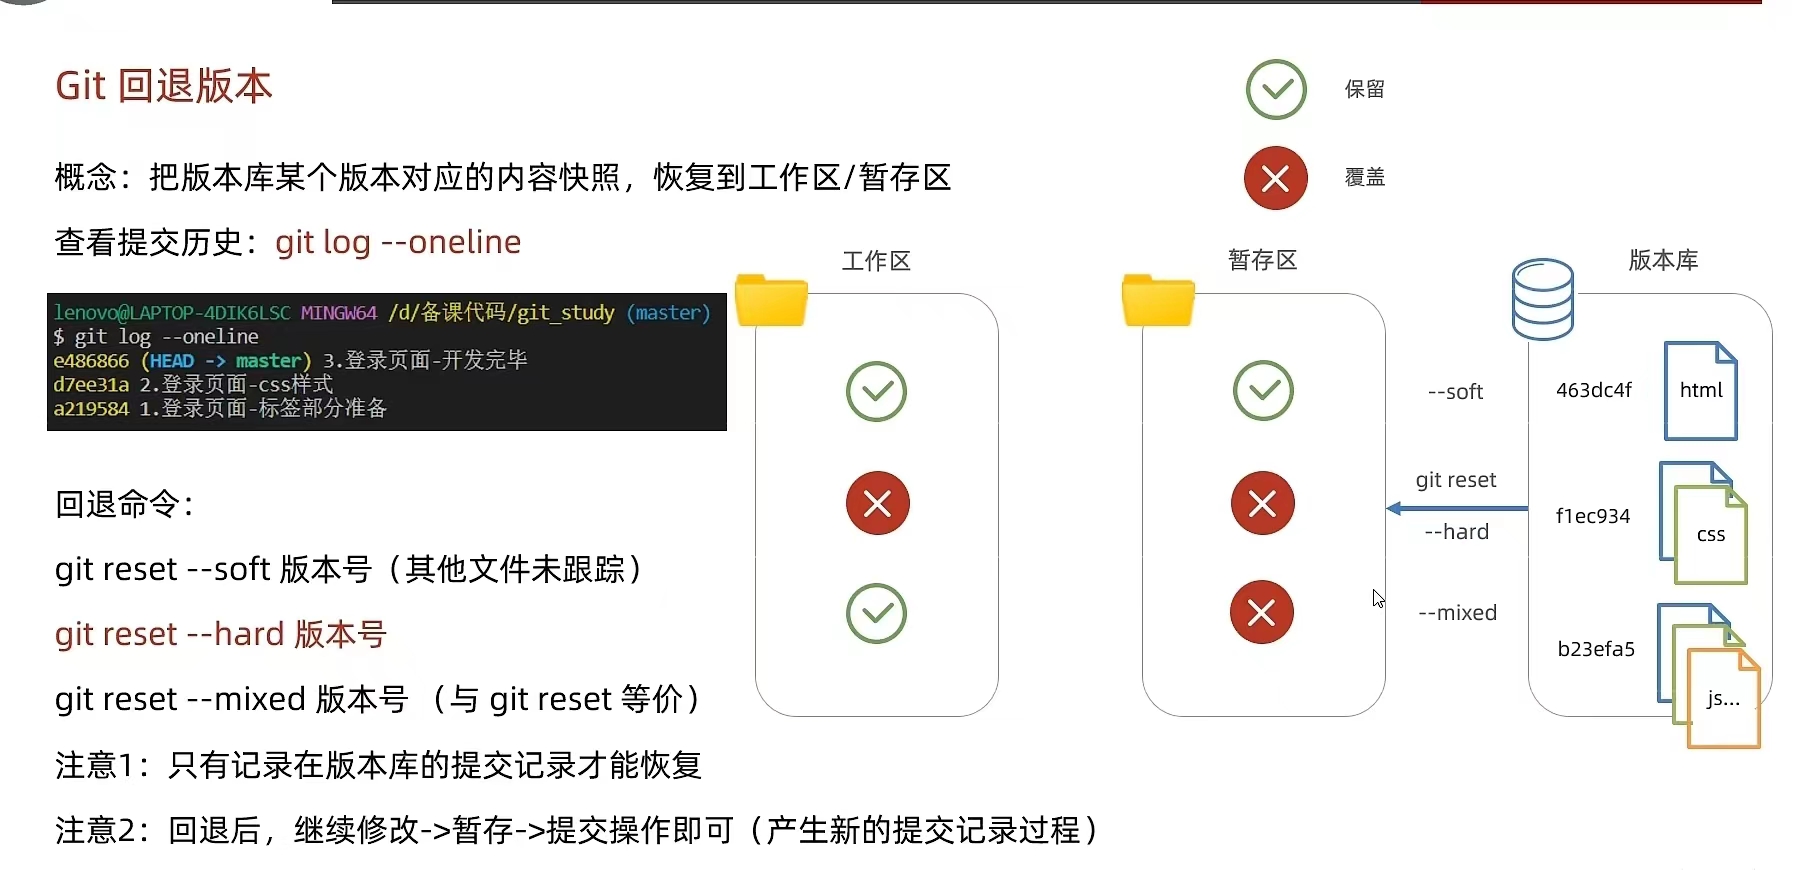 Git 回退版本
保留
覆盖
概念：把版本库某个版本对应的内容快照，恢复到工作区/暂存区
查看提交历史：git log --oneline
lenovo@LAPTOP-4DIK6LSC MINGW64 /d/备课代码/git_study (master)
$ git log --oneline
e486866 (HEAD -> master) 3.登录页面-开发完毕
d7ee31a 2.登录页面-css样式
a219584 1.登录页面-标签部分准备
工作区
暂存区
版本库
--soft
463dc4f
html
git reset
--hard
f1ec934
css
--mixed
b23efa5
js...
回退命令：
git reset --soft 版本号（其他文件未跟踪）
git reset --hard 版本号
git reset --mixed 版本号 （与 git reset 等价）
注意1：只有记录在版本库的提交记录才能恢复
注意2：回退后，继续修改->暂存->提交操作即可（产生新的提交记录过程）